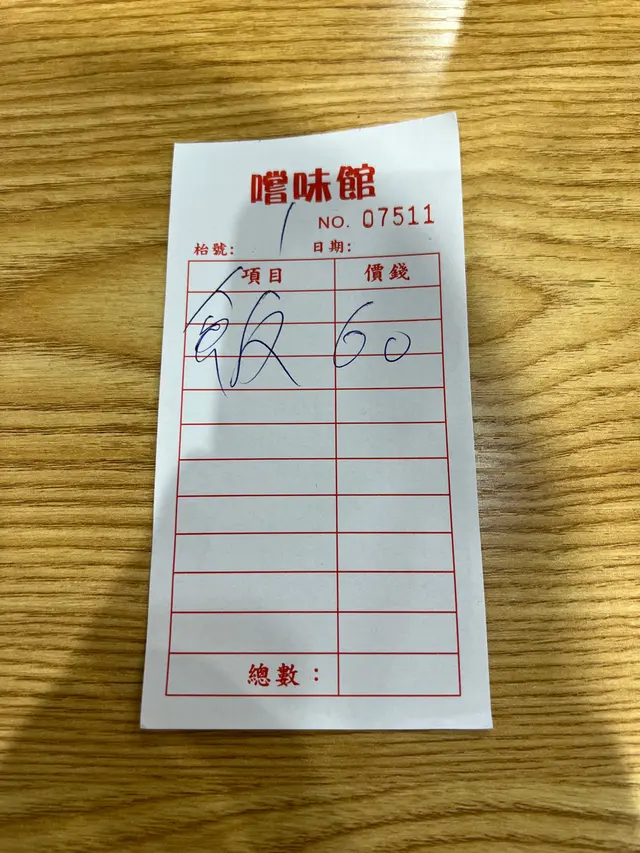 嚐味館
NO. 07511
枱號: 1 日期:
項目 價錢
飯 60
總數: